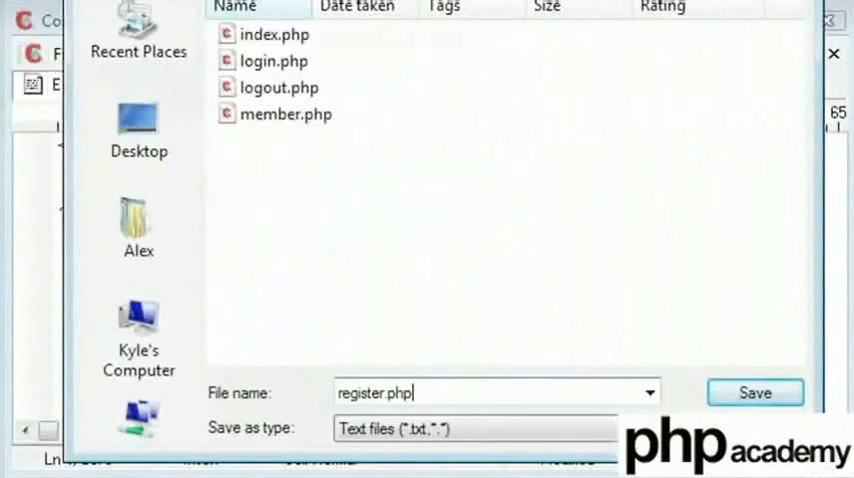 Co
Name Date taken Tags Size Rating
Recent Places
index.php
login.php
logout.php
member.php
65
Desktop
Alex
Kyle's
Computer
File name: register.php Save
Save as type: Text files (*.txt,*.*)
php academy